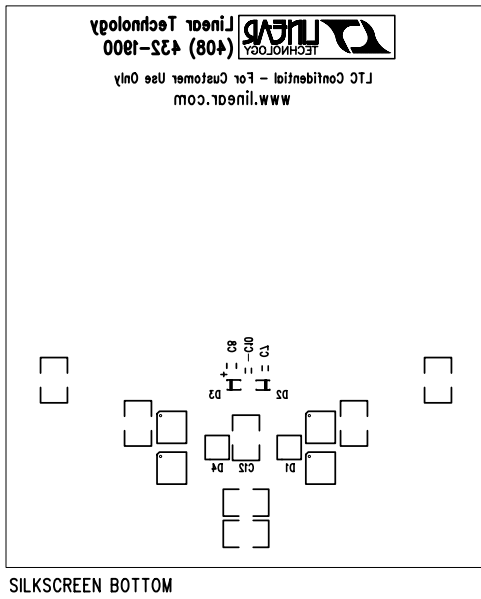 Linear Technology
(408) 432-1900
LINEAR
TECHNOLOGY
LTC Confidential - For Customer Use Only
www.linear.com
C8
C10
C7
+
D3
D2
D4
C12
D1
SILKSCREEN BOTTOM